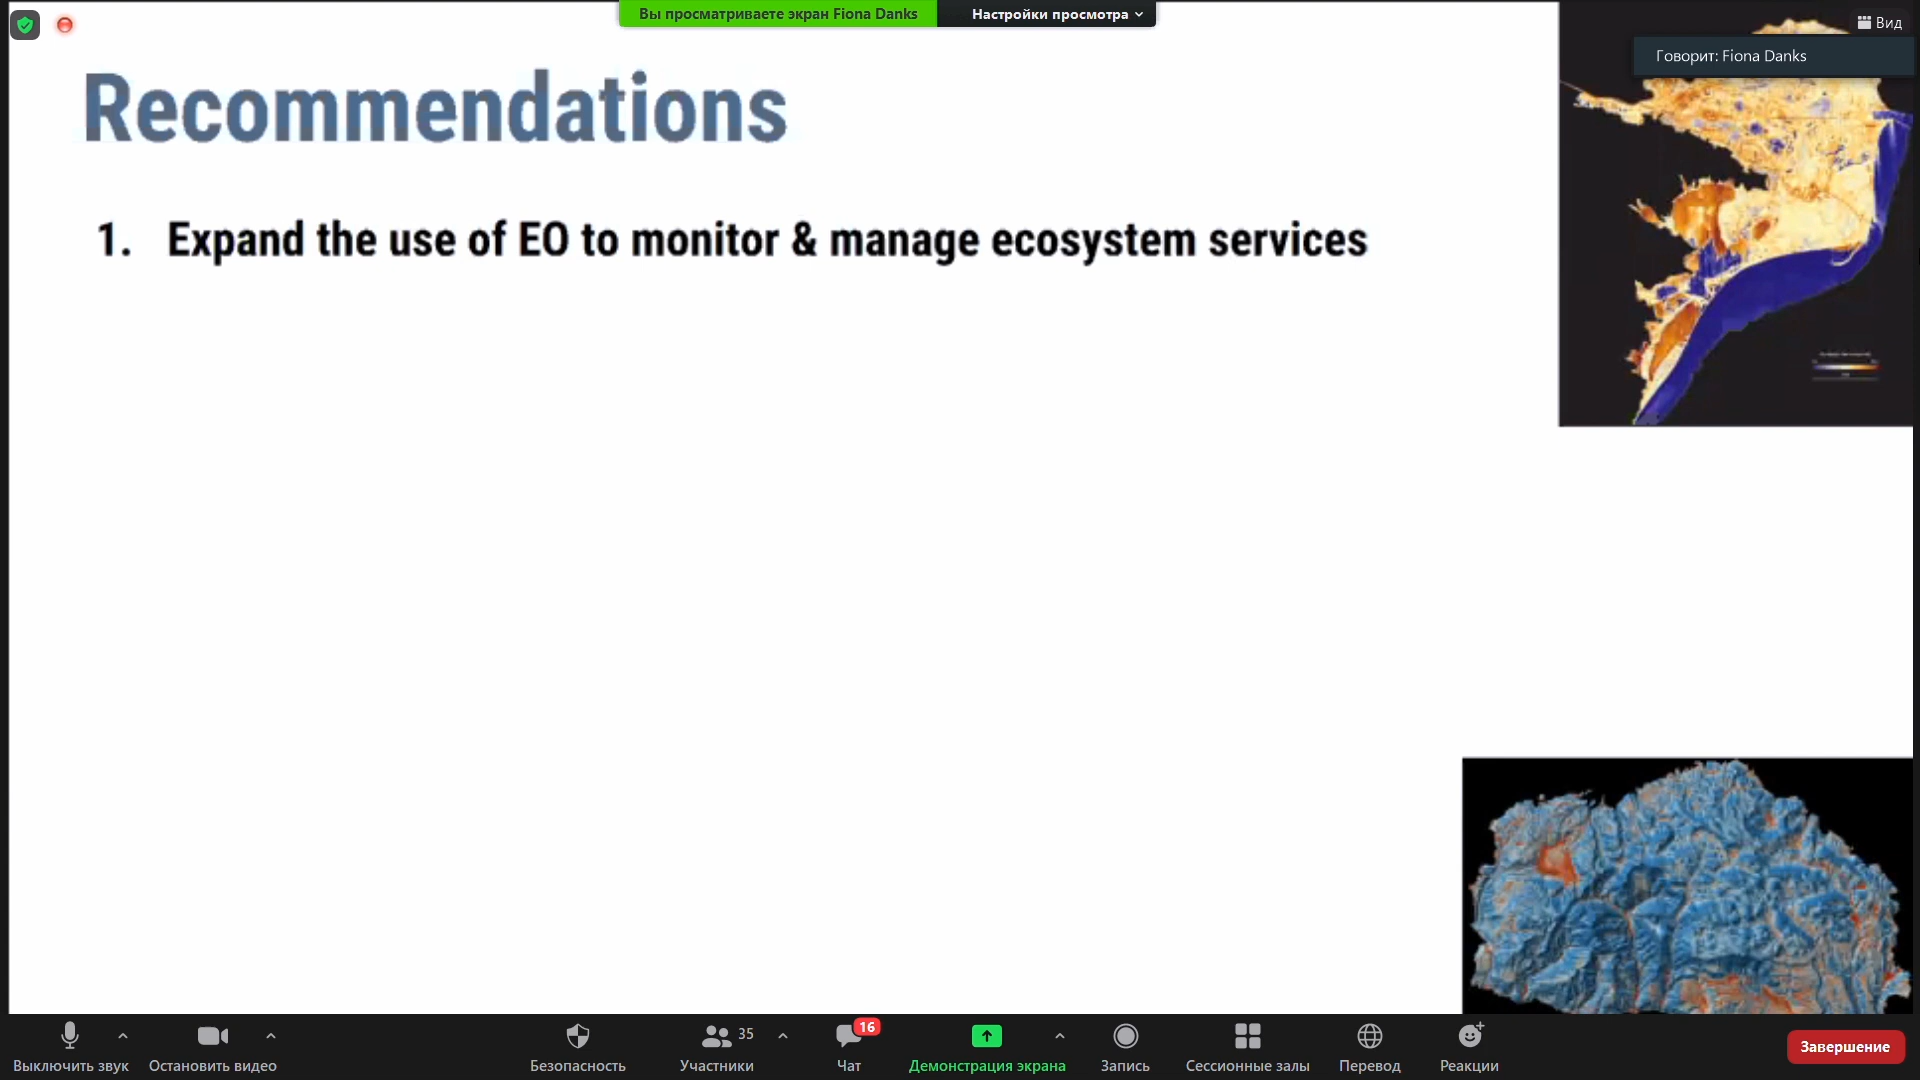 Вы просматриваете экран Fiona Danks
Настройки просмотра
Вид
Говорит: Fiona Danks
Recommendations
1. Expand the use of EO to monitor & manage ecosystem services
35
16
Выключить звук
Остановить видео
Безопасность
Участники
Чат
Демонстрация экрана
Запись
Сессионные залы
Перевод
Реакции
Завершение